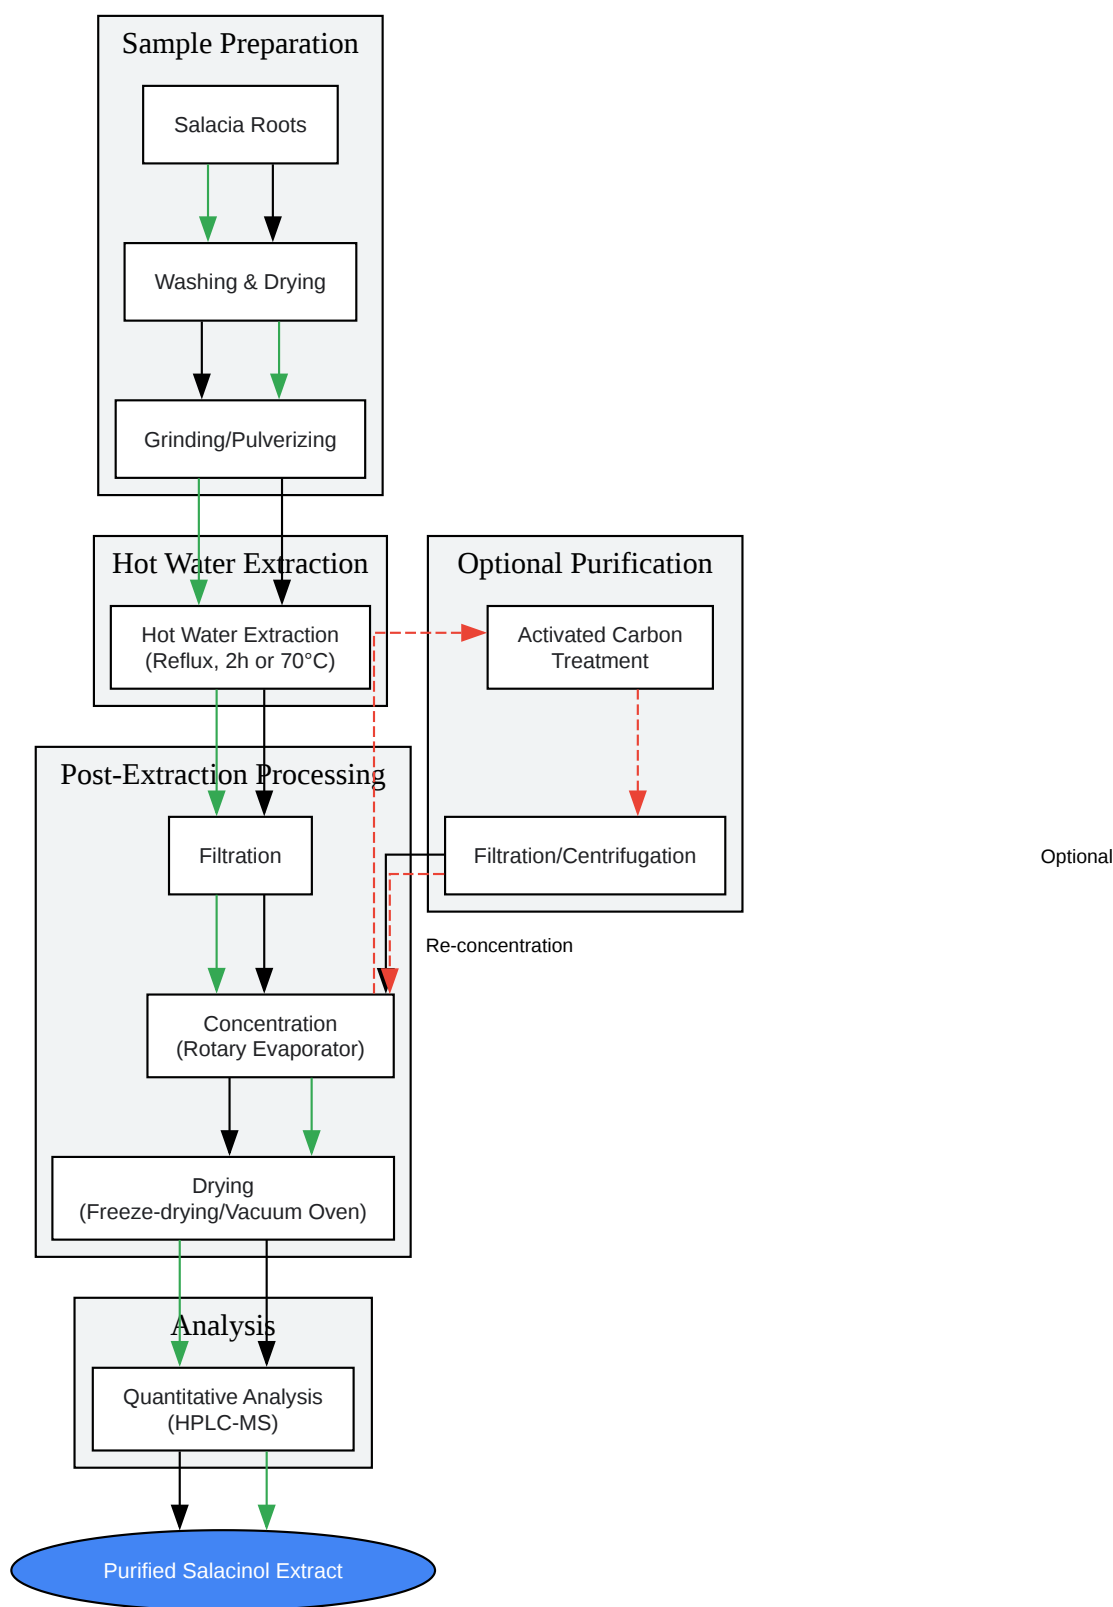 Sample Preparation
Salacia Roots
Washing & Drying
Grinding/Pulverizing
Hot Water Extraction
Hot Water Extraction
(Reflux, 2h or 70°C)
Optional Purification
Activated Carbon
Treatment
Post-Extraction Processing
Filtration
Filtration/Centrifugation
Optional
Re-concentration
Concentration
(Rotary Evaporator)
Drying
(Freeze-drying/Vacuum Oven)
Analysis
Quantitative Analysis
(HPLC-MS)
Purified Salacinol Extract